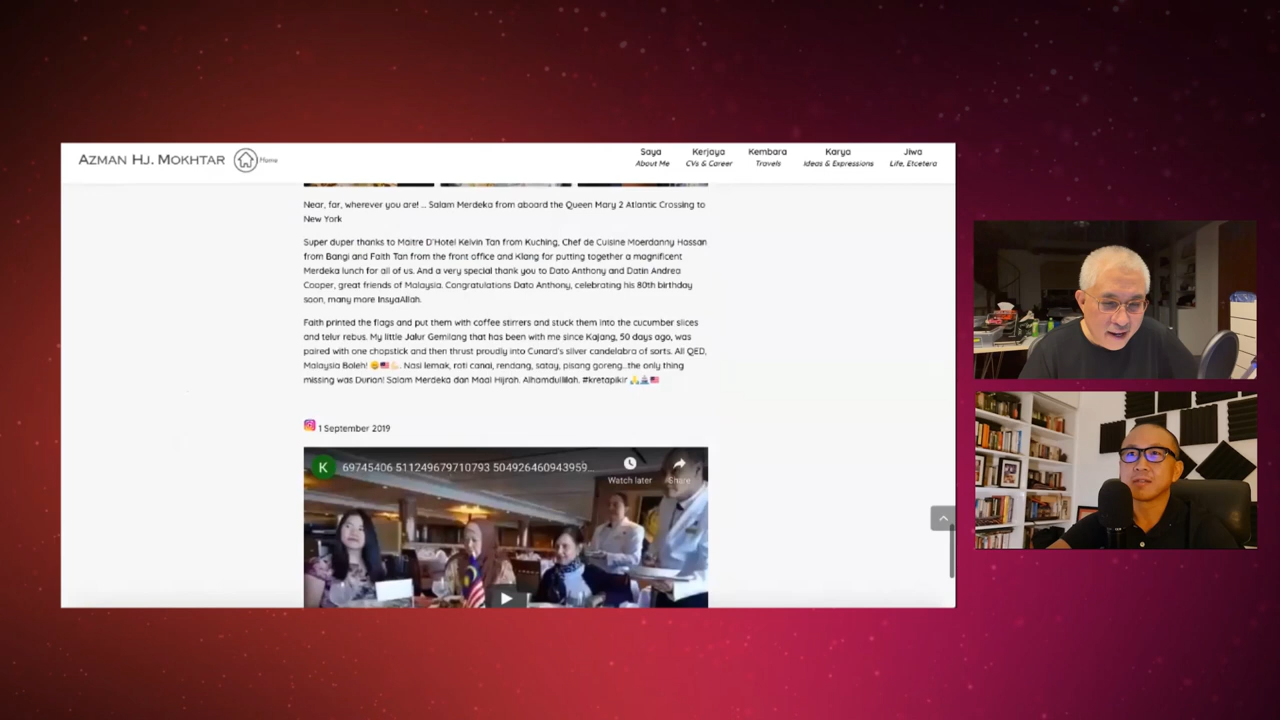 AZMAN HJ. MOKHTAR Home
Saya Kerjaya Kembara Karya Jiwa
About Me CVs & Career Travels Ideas & Expressions Life, Etcetera
Near, far, wherever you are! ... Salam Merdeka from aboard the Queen Mary 2 Atlantic Crossing to
New York
Super duper thanks to Maitre D'Hotel Kelvin Tan from Kuching, Chef de Cuisine Moerdanny Hassan
from Bangi and Faith Tan from the front office and Klang for putting together a magnificent
Merdeka lunch for all of us. And a very special thank you to Dato Anthony and Datin Andrea
Cooper, great friends of Malaysia. Congratulations Dato Anthony, celebrating his 80th birthday
soon, many more InsyaAllah.
Faith printed the flags and put them with coffee stirrers and stuck them into the cucumber slices
and telur rebus. My little Jalur Gemilang that has been with me since Kajang, 50 days ago, was
paired with one chopstick and then thrust proudly into Cunard's silver candelabra of sorts. All QED,
Malaysia Boleh! ✊🇲🇾💪🏻. Nasi lemak, roti canai, rendang, satay, pisang goreng...the only thing
missing was Durian! Salam Merdeka dan Maal Hijrah. Alhamdulillah. #kretapikir 🙏🚢🇲🇾
1 September 2019
K 69745406 511249679710793 504926460943959...
Watch later Share